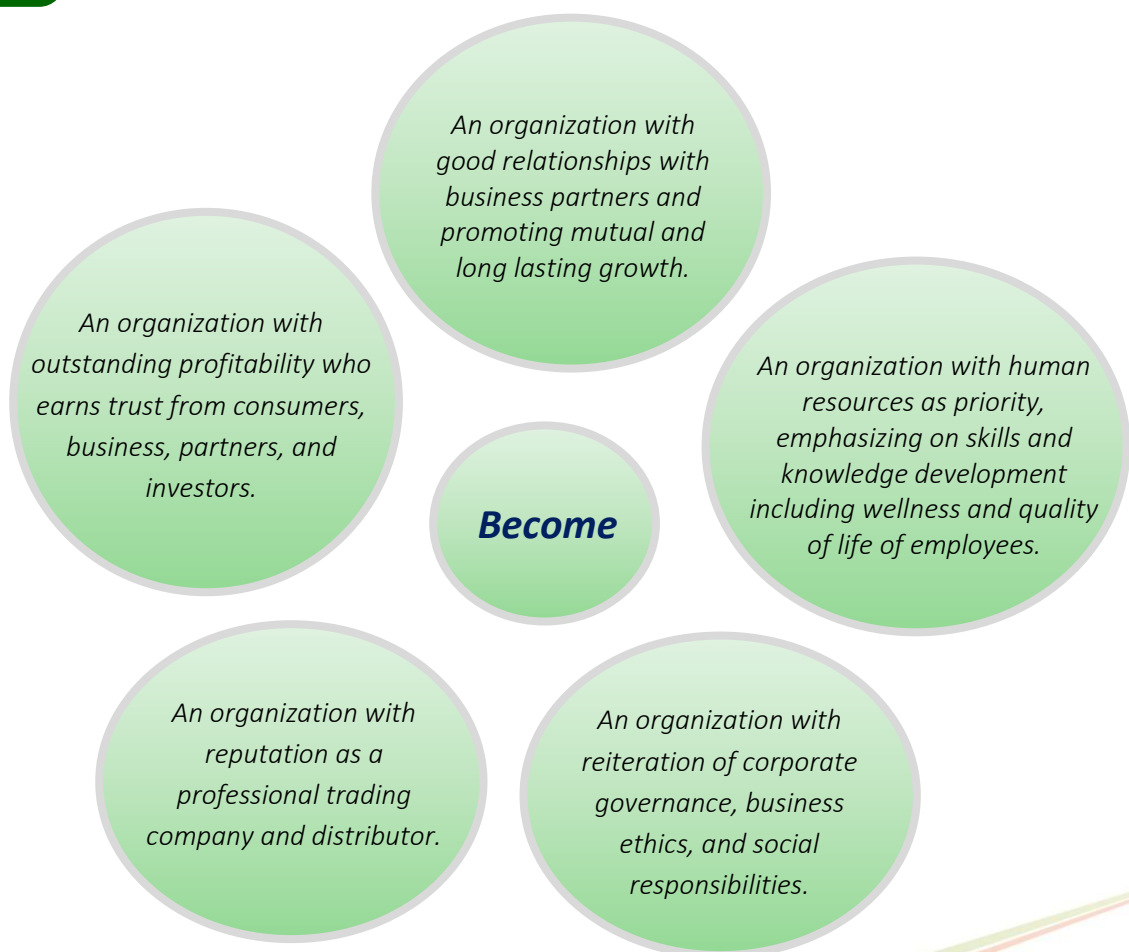 An organization with
good relationships with
business partners and
promoting mutual and
long lasting growth.
An organization with
outstanding profitability who
earns trust from consumers,
business, partners, and
investors.
An organization with human
resources as priority,
emphasizing on skills and
knowledge development
including wellness and quality
of life of employees.
Become
An organization with
reputation as a
professional trading
company and distributor.
An organization with
reiteration of corporate
governance, business
ethics, and social
responsibilities.